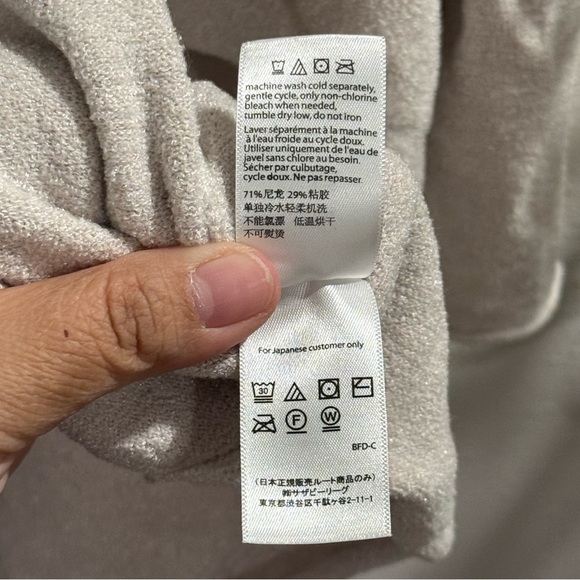 machine wash cold separately,
gentle cycle, only non-chlorine
bleach when needed,
tumble dry low, do not iron
Laver séparément à la machine
à l'eau froide au cycle doux.
Utiliser uniquement de l'eau de
javel sans chlore au besoin.
Sécher par culbutage,
cycle doux. Ne pas repasser
71%尼龙 29%粘胶
单独冷水轻柔机洗
不能氯漂 低温烘干
不可熨烫
For Japanese customer only
30
F W
BFD-C
(日本正規販売ルート商品のみ)
㈱サザビーリーグ
東京都渋谷区千駄ヶ谷2-11-1